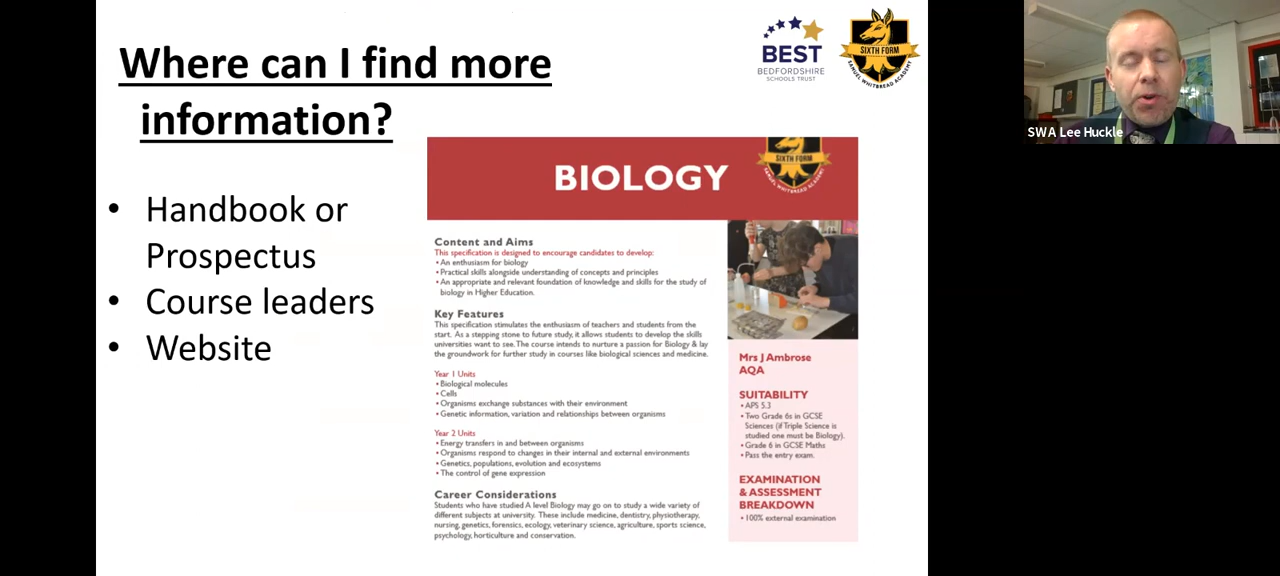 Where can I find more
information?
• Handbook or
Prospectus
• Course leaders
• Website
BEST
BEDFORDSHIRE
SCHOOLS TRUST
SIXTH FORM
SAMUEL WHITBREAD ACADEMY
SWA Lee Huckle
BIOLOGY
SIXTH FORM
SAMUEL WHITBREAD ACADEMY
Content and Aims
This specification is designed to encourage candidates to develop:
• An enthusiasm for biology
• Practical skills alongside understanding of concepts and principles
• An appropriate and relevant foundation of knowledge and skills for the study of
biology in Higher Education.
Key Features
This specification stimulates the enthusiasm of teachers and students from the
start. As a stepping stone to future study, it allows students to develop the skills
universities want to see. The course intends to nurture a passion for Biology & lay
the groundwork for further study in courses like biological sciences and medicine.
Year 1 Units
• Biological molecules
• Cells
• Organisms exchange substances with their environment
• Genetic information, variation and relationships between organisms
Year 2 Units
• Energy transfers in and between organisms
• Organisms respond to changes in their internal and external environments
• Genetics, populations, evolution and ecosystems
• The control of gene expression
Career Considerations
Students who have studied A level Biology may go on to study a wide variety of
different subjects at university. These include medicine, dentistry, physiotherapy,
nursing, genetics, forensics, ecology, veterinary science, agriculture, sports science,
psychology, horticulture and conservation.
Mrs J Ambrose
AQA
SUITABILITY
• APS 5.3
• Two Grade 6s in GCSE
Sciences (if Triple Science is
studied one must be Biology).
• Grade 6 in GCSE Maths
• Pass the entry exam.
EXAMINATION
& ASSESSMENT
BREAKDOWN
• 100% external examination